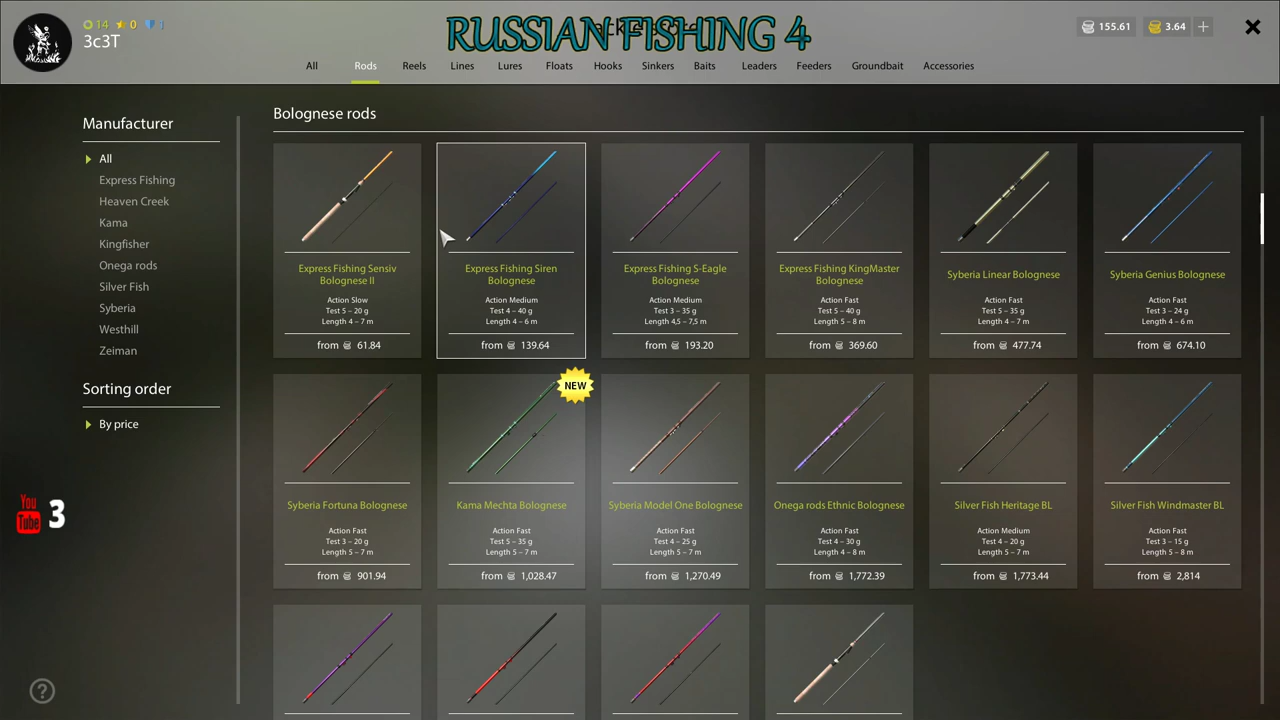 14 0 1
3c3T
RUSSIAN FISHING 4
155.61
3.64
All Rods Reels Lines Lures Floats Hooks Sinkers Baits Leaders Feeders Groundbait Accessories
Manufacturer
All
Express Fishing
Heaven Creek
Kama
Kingfisher
Onega rods
Silver Fish
Syberia
Westhill
Zeiman
Sorting order
By price
You
Tube 3
?
Bolognese rods
Express Fishing Sensiv
Bolognese II
Action Slow
Test 5 – 20 g
Length 4 – 7 m
from 61.84
Express Fishing Siren
Bolognese
Action Medium
Test 4 – 40 g
Length 4 – 6 m
from 139.64
Express Fishing S-Eagle
Bolognese
Action Medium
Test 3 – 35 g
Length 4,5 – 7,5 m
from 193.20
Express Fishing KingMaster
Bolognese
Action Fast
Test 5 – 40 g
Length 5 – 8 m
from 369.60
Syberia Linear Bolognese
Action Fast
Test 5 – 35 g
Length 4 – 7 m
from 477.74
Syberia Genius Bolognese
Action Fast
Test 3 – 24 g
Length 4 – 6 m
from 674.10
Syberia Fortuna Bolognese
Action Fast
Test 3 – 20 g
Length 5 – 7 m
from 901.94
NEW
Kama Mechta Bolognese
Action Fast
Test 5 – 35 g
Length 5 – 7 m
from 1,028.47
Syberia Model One Bolognese
Action Fast
Test 4 – 25 g
Length 5 – 7 m
from 1,270.49
Onega rods Ethnic Bolognese
Action Fast
Test 4 – 30 g
Length 4 – 8 m
from 1,772.39
Silver Fish Heritage BL
Action Medium
Test 4 – 20 g
Length 5 – 7 m
from 1,773.44
Silver Fish Windmaster BL
Action Fast
Test 3 – 15 g
Length 5 – 8 m
from 2,814